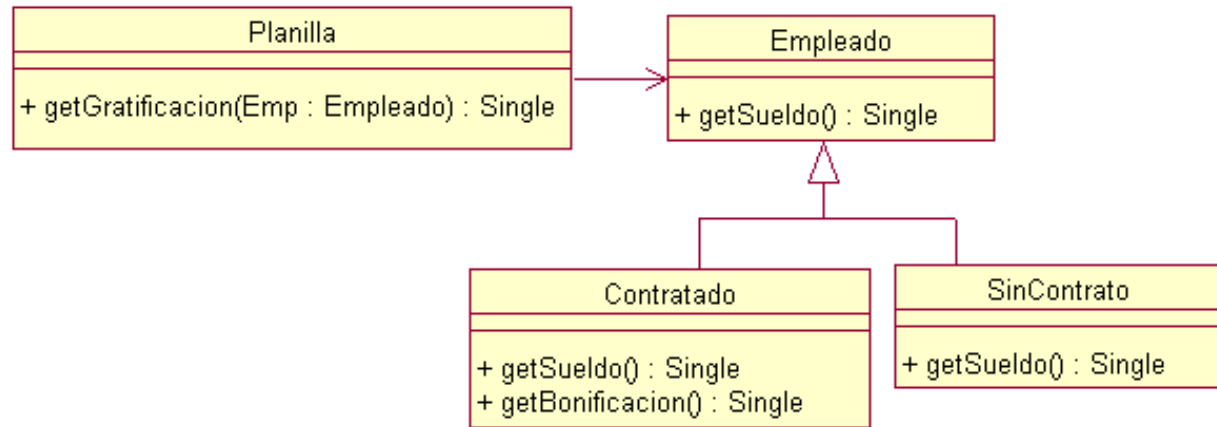 Planilla
+ getGratificacion(Emp : Empleado) : Single
Empleado
+ getSueldo() : Single
Contratado
+ getSueldo() : Single
+ getBonificacion() : Single
SinContrato
+ getSueldo() : Single